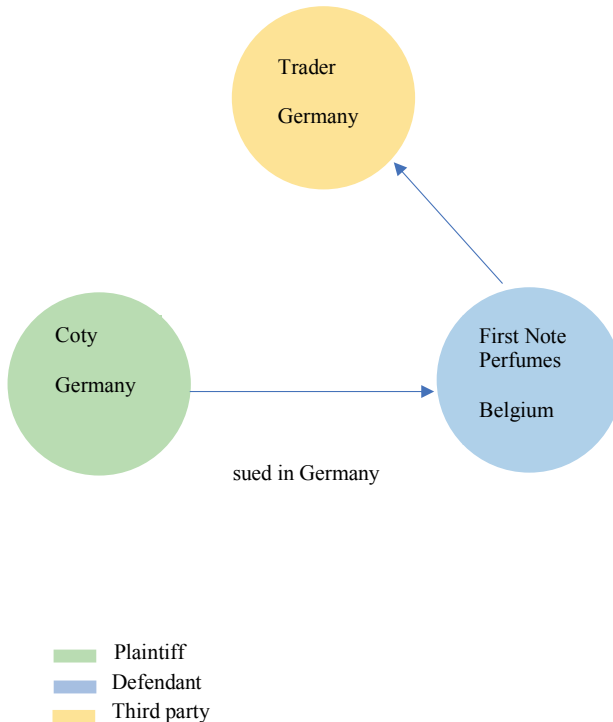 Trader
Germany
Coty
Germany
First Note
Perfumes
Belgium
sued in Germany
Plaintiff
Defendant
Third party